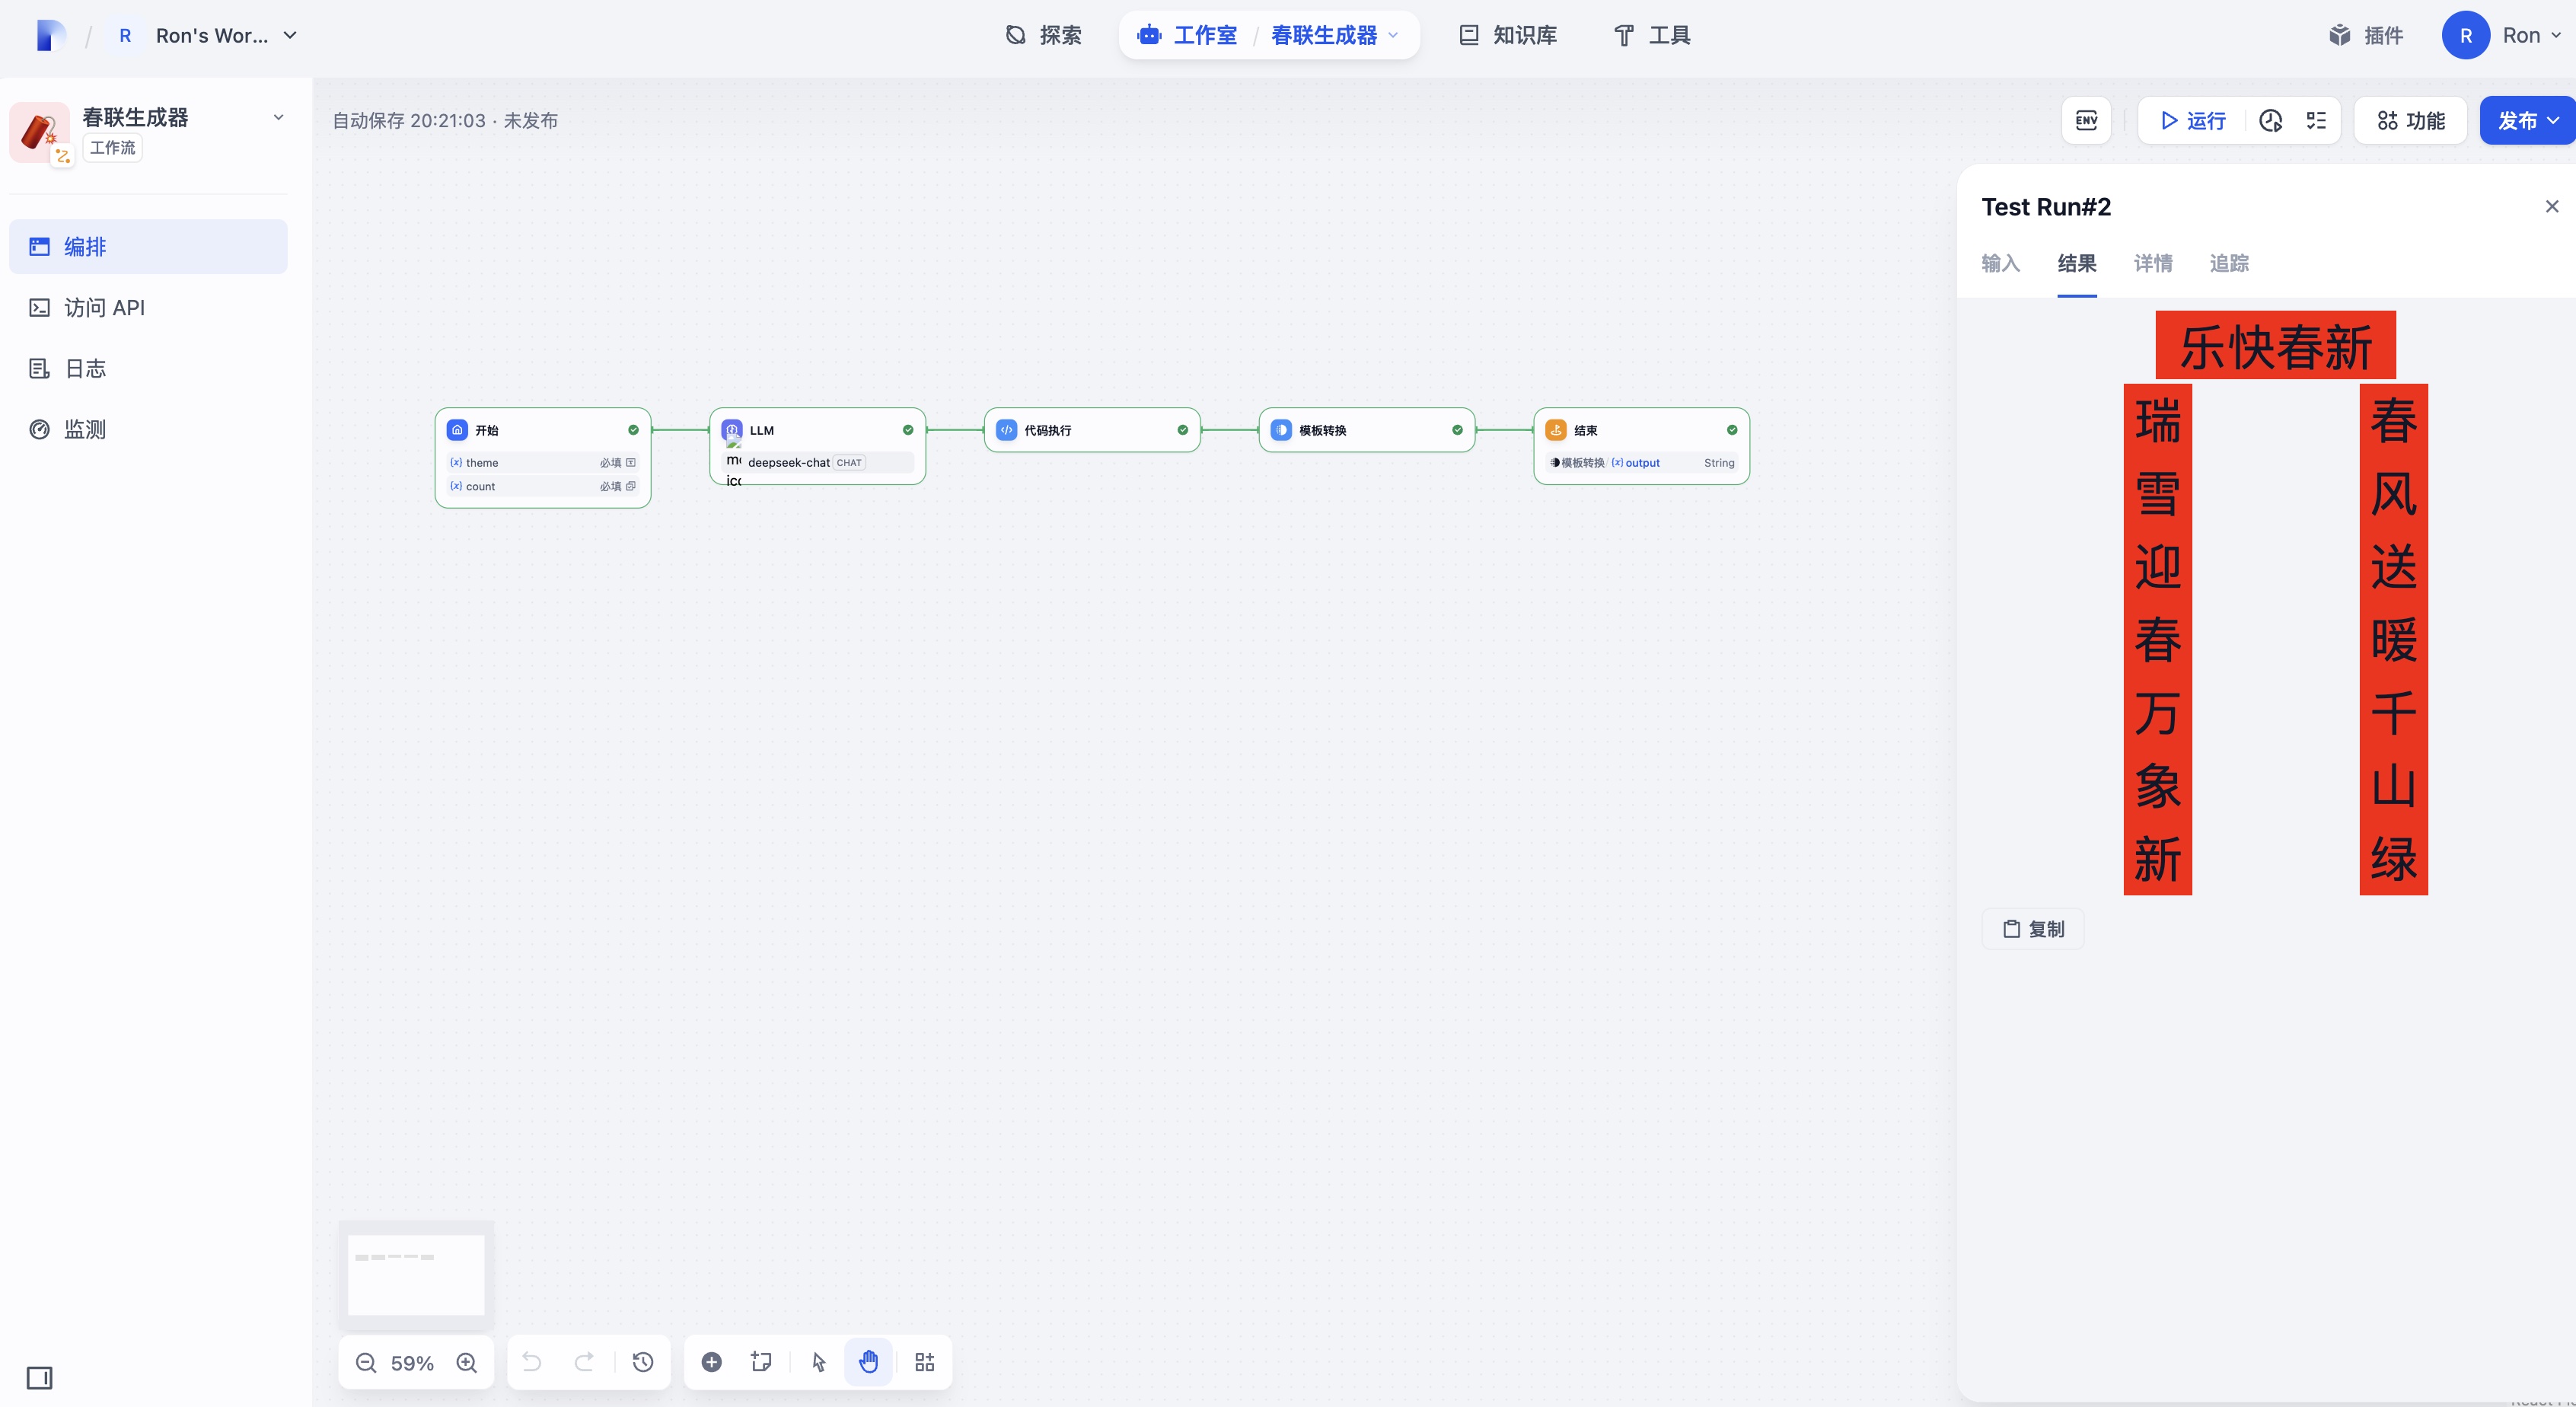 / R Ron's Wor...
探索
工作室 / 春联生成器
知识库
工具
插件
R Ron
春联生成器
工作流
编排
访问 API
日志
监测
自动保存 20:21:03 · 未发布
ENV
运行
功能
发布
开始
theme 必填
count 必填
LLM
deepseek-chat CHAT
代码执行
模板转换
结束
模板转换 / (x) output String
59%
Test Run#2
输入 结果 详情 追踪
乐快春新
瑞雪迎春万象新
春风送暖千山绿
复制